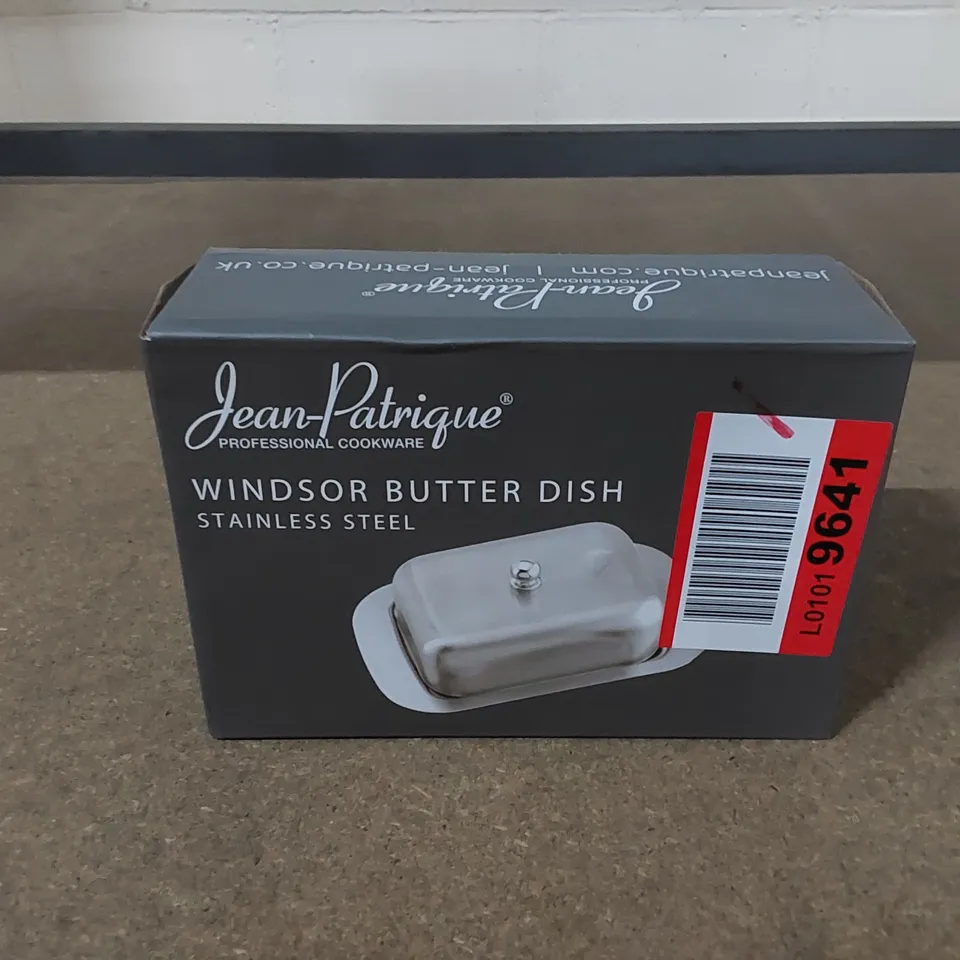 jeanpatrique.com | jean-patrique.co.uk
Jean-Patrique®
PROFESSIONAL COOKWARE
Jean-Patrique®
PROFESSIONAL COOKWARE
WINDSOR BUTTER DISH
STAINLESS STEEL
L0101 9641